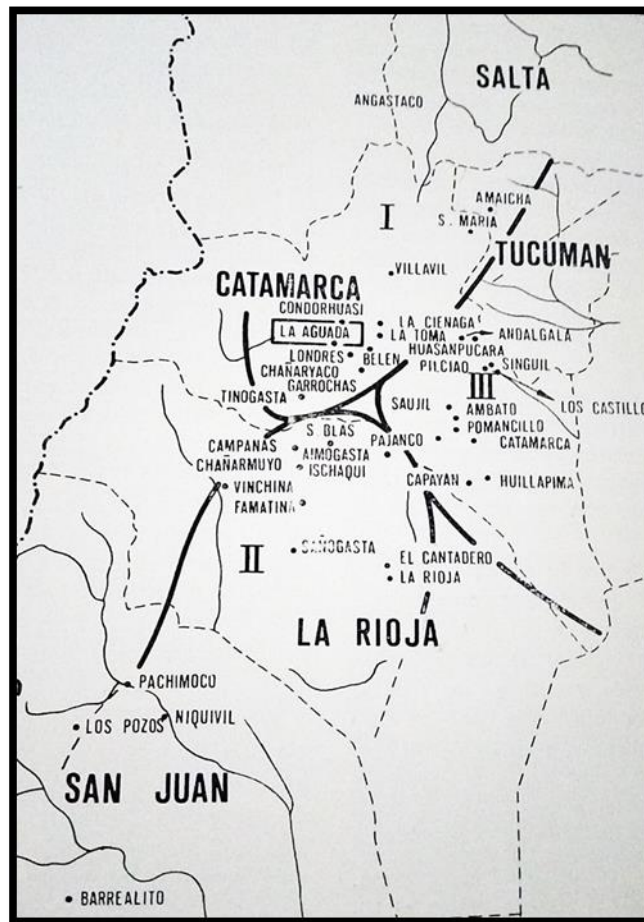 SALTA
ANGASTACO
AMAICHA
I
S. MARIA
TUCUMAN
VILLAVIL
CATAMARCA
CONDORHUASI
LA CIENAGA
LA AGUADA
LA TOMA
ANDALGALA
LONDRES
BELEN
HUASANPUCARA
CHAÑARYACO
PILCIAO
SINGUIL
GARROCHAS
III
TINOGASTA
SAUJIL
AMBATO
LOS CASTILLO
POMANCILLO
S. BLAS
CAMPANAS
AIMOGASTA
PAJANCO
CATAMARCA
CHAÑARMUYO
ISCHAQUI
VINCHINA
CAPAYAN
HUILLAPIMA
FAMATINA
II
SAÑOGASTA
EL CANTADERO
LA RIOJA
LA RIOJA
PACHIMOCO
NIQUIVIL
LOS POZOS
SAN JUAN
BARREALITO